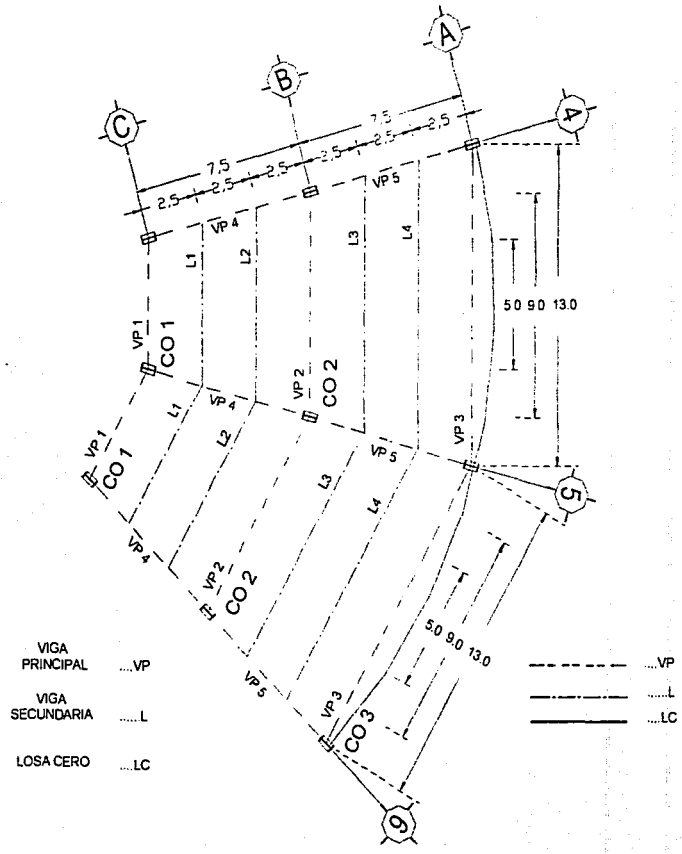 A
B
C
4
7,5
7,5
2,5
2,5
2,5
2,5
2,5
2,5
VP 5
VP 4
L1
L2
L3
L4
5.0 9.0 13.0
VP 1
CO 1
VP 2
CO 2
VP 3
VP 4
VP 5
5
L1
L2
L3
L4
VP 1
CO 1
VP 4
VP 2
CO 2
5.0 9.0 13.0
VP 5
VP 3
CO 3
6
VIGA
PRINCIPAL ....VP
VIGA
SECUNDARIA .....L
LOSA CERO ....LC
....VP
....L
....LC